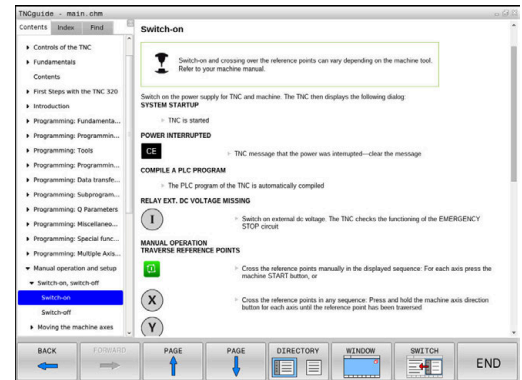 TNCguide - main.chm
Contents Index Find
Controls of the TNC
Fundamentals
Contents
First Steps with the TNC 320
Introduction
Programming: Fundamenta...
Programming: Programmin...
Programming: Tools
Programming: Programmin...
Programming: Data transfe...
Programming: Subprogram...
Programming: Q Parameters
Programming: Miscellaneo...
Programming: Special func...
Programming: Multiple Axis...
Manual operation and setup
Switch-on, switch-off
Switch-on
Switch-off
Moving the machine axes
Switch-on
Switch-on and crossing over the reference points can vary depending on the machine tool.
Refer to your machine manual.
Switch on the power supply for TNC and machine. The TNC then displays the following dialog:
SYSTEM STARTUP
TNC is started
POWER INTERRUPTED
CE
TNC message that the power was interrupted—clear the message
COMPILE A PLC PROGRAM
The PLC program of the TNC is automatically compiled
RELAY EXT. DC VOLTAGE MISSING
I
Switch on external dc voltage. The TNC checks the functioning of the EMERGENCY
STOP circuit
MANUAL OPERATION
TRAVERSE REFERENCE POINTS
Cross the reference points manually in the displayed sequence: For each axis press the
machine START button, or
X
Cross the reference points in any sequence: Press and hold the machine axis direction
button for each axis until the reference point has been traversed
Y
BACK FORWARD PAGE PAGE DIRECTORY WINDOW SWITCH END